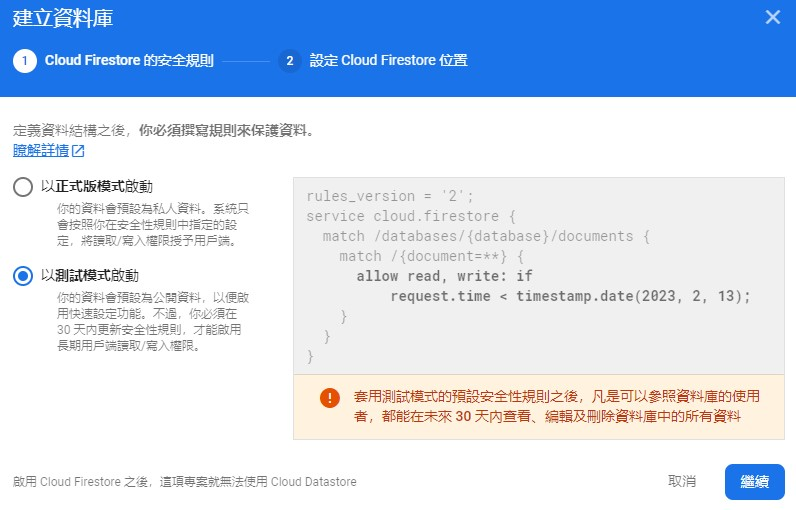 建立資料庫
1 Cloud Firestore 的安全規則
2 設定 Cloud Firestore 位置
定義資料結構之後，你必須撰寫規則來保護資料。
瞭解詳情
以正式版模式啟動
你的資料會預設為私人資料。系統只
會按照你在安全性規則中指定的設
定，將讀取/寫入權限授予用戶端。
以測試模式啟動
你的資料會預設為公開資料，以便啟
用快速設定功能。不過，你必須在
30 天內更新安全性規則，才能啟用
長期用戶端讀取/寫入權限。
rules_version = '2';
service cloud.firestore {
  match /databases/{database}/documents {
    match /{document=**} {
      allow read, write: if
          request.time < timestamp.date(2023, 2, 13);
    }
  }
}
套用測試模式的預設安全性規則之後，凡是可以參照資料庫的使用
者，都能在未來 30 天內查看、編輯及刪除資料庫中的所有資料
啟用 Cloud Firestore 之後，這項專案就無法使用 Cloud Datastore
取消
繼續